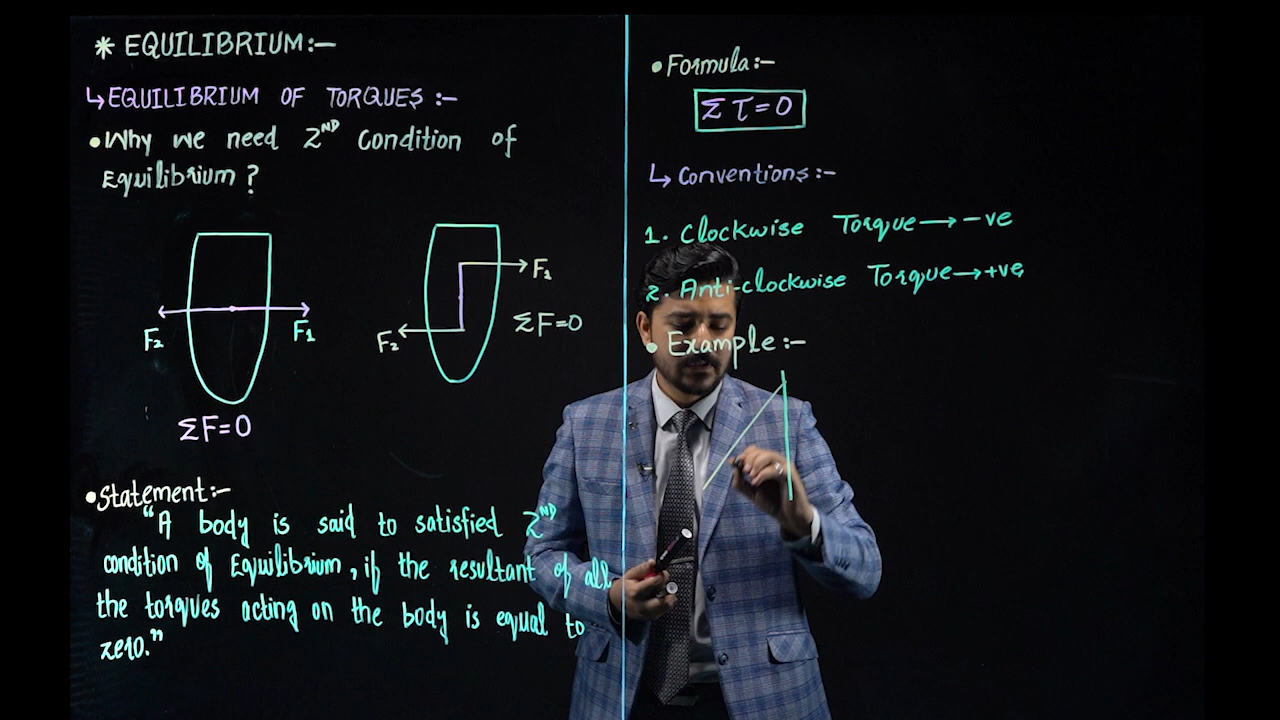 * EQUILIBRIUM:-
↳EQUILIBRIUM OF TORQUES:-
•Why we need 2ND Condition of
Equilibrium?
F2 F1
ΣF=0
F1
F2
ΣF=0
•Statement:-
“A body is said to satisfied 2ND
condition of Equilibrium, if the resultant of all
the torques acting on the body is equal to
zero.”
•Formula:-
Στ=0
↳ Conventions:-
1. Clockwise Torque→-ve
2. Anti-clockwise Torque→+ve
• Example:-